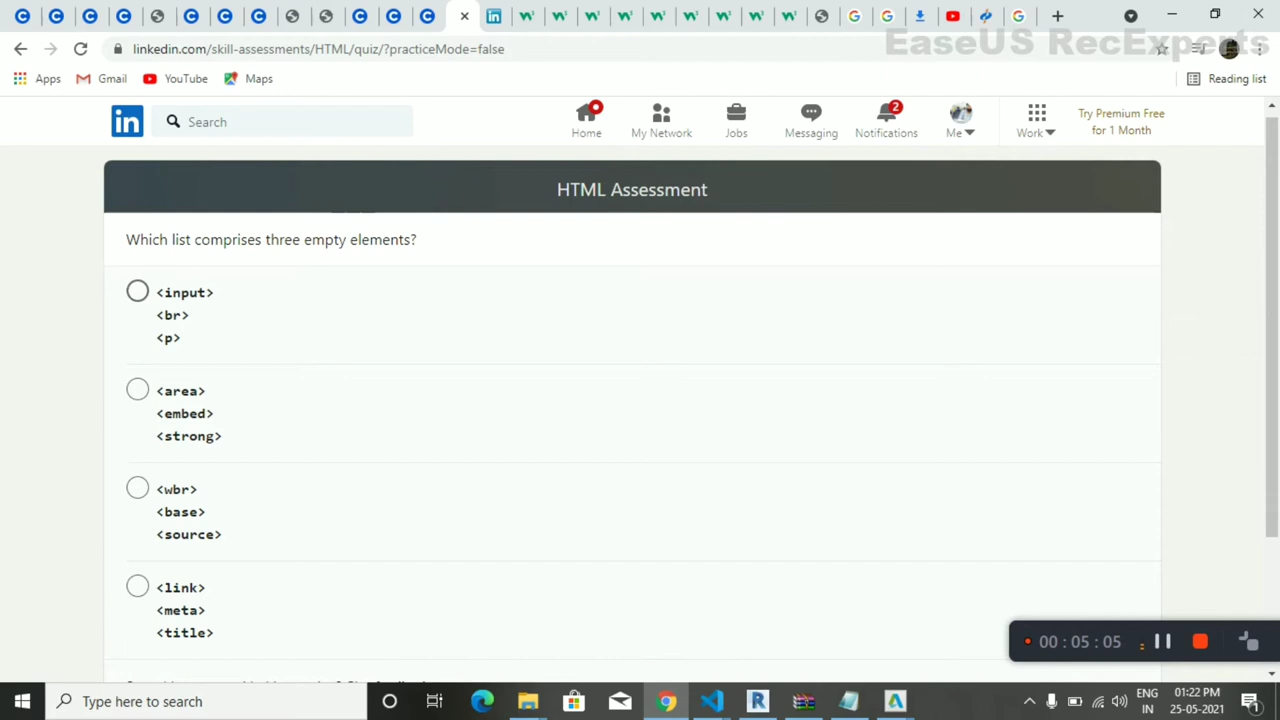 linkedin.com/skill-assessments/HTML/quiz/?practiceMode=false
EaseUS RecExperts
Apps Gmail YouTube Maps Reading list
in Search Home My Network Jobs Messaging 2 Notifications Me Work Try Premium Free
for 1 Month
HTML Assessment
Which list comprises three empty elements?
<input>
<br>
<p>
<area>
<embed>
<strong>
<wbr>
<base>
<source>
<link>
<meta>
<title>
00 : 05 : 05
Type here to search
ENG
IN
01:22 PM
25-05-2021
1